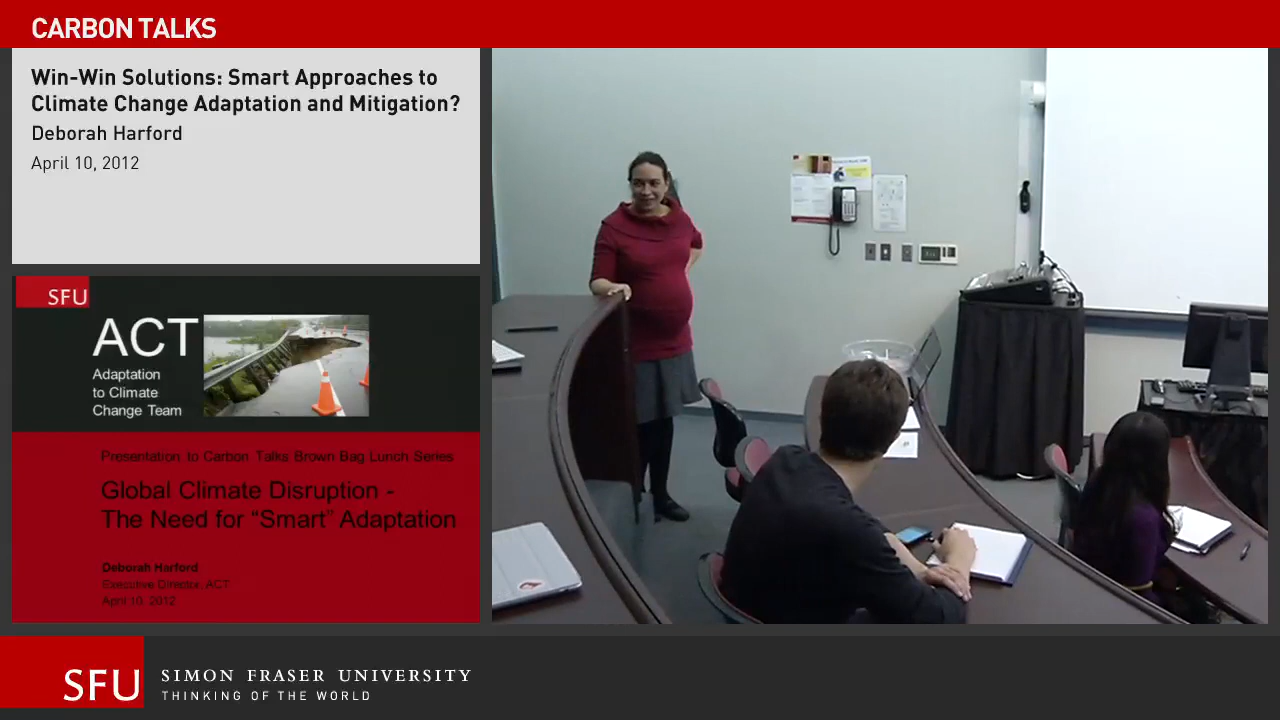 CARBON TALKS
Win-Win Solutions: Smart Approaches to
Climate Change Adaptation and Mitigation?
Deborah Harford
April 10, 2012
SFU
ACT
Adaptation
to Climate
Change Team
Presentation to Carbon Talks Brown Bag Lunch Series
Global Climate Disruption -
The Need for “Smart” Adaptation
Deborah Harford
Executive Director, ACT
April 10, 2012
SFU
SIMON FRASER UNIVERSITY
THINKING OF THE WORLD